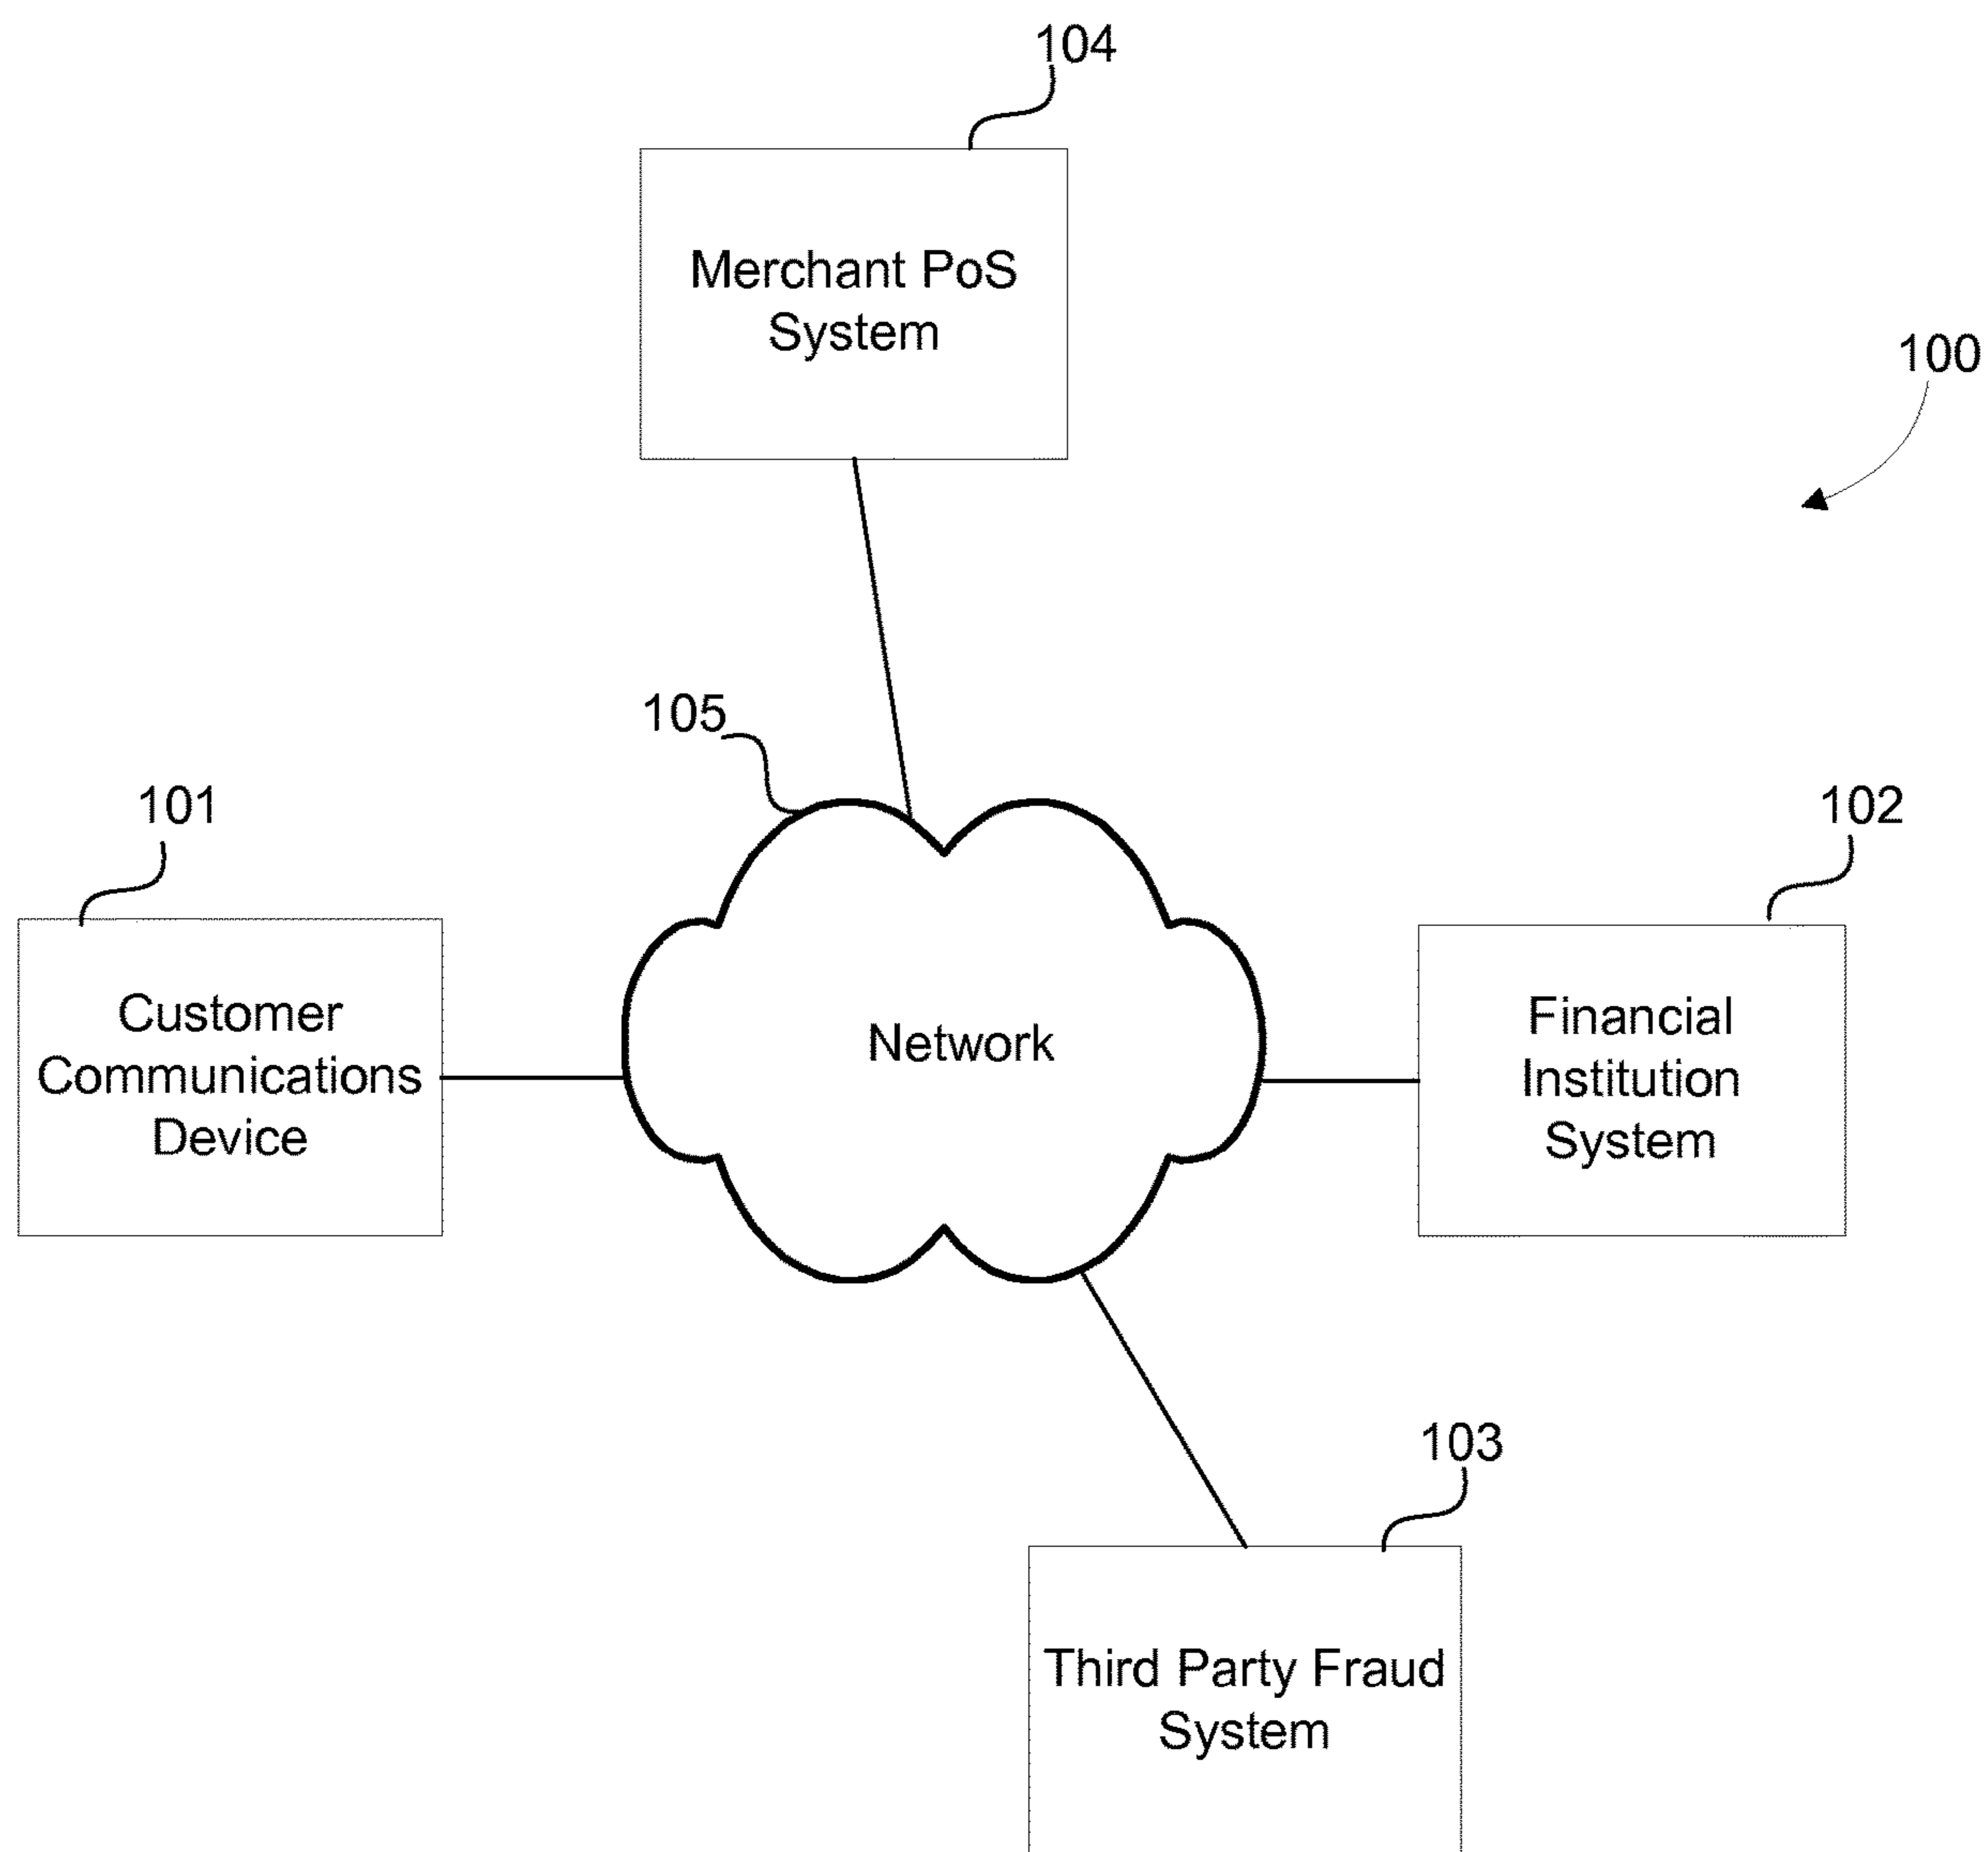 104
Merchant PoS
System
100
105
101
102
Customer
Communications
Device
Network
Financial
Institution
System
103
Third Party Fraud
System